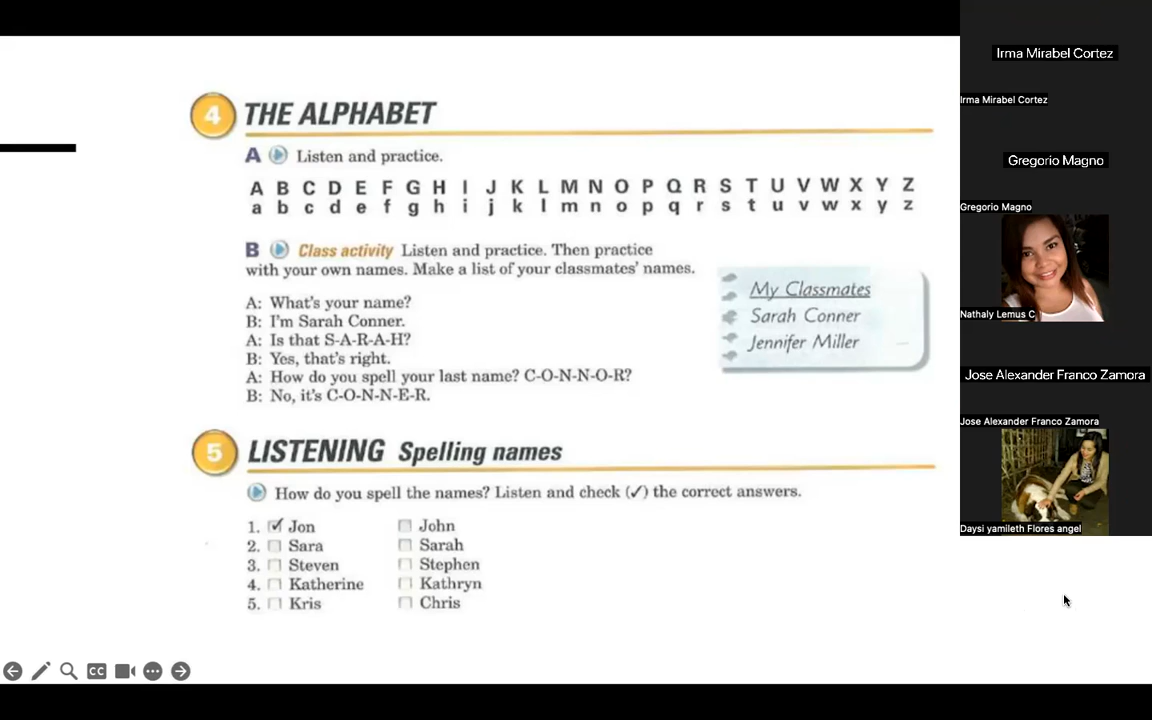 4 THE ALPHABET
A Listen and practice.
A B C D E F G H I J K L M N O P Q R S T U V W X Y Z
a b c d e f g h i j k l m n o p q r s t u v w x y z
B Class activity Listen and practice. Then practice
with your own names. Make a list of your classmates' names.
A: What's your name?
B: I'm Sarah Conner.
A: Is that S-A-R-A-H?
B: Yes, that's right.
A: How do you spell your last name? C-O-N-N-O-R?
B: No, it's C-O-N-N-E-R.
My Classmates
Sarah Conner
Jennifer Miller
5 LISTENING Spelling names
How do you spell the names? Listen and check (✓) the correct answers.
1. ✓ Jon John
2. Sara Sarah
3. Steven Stephen
4. Katherine Kathryn
5. Kris Chris
CC
Irma Mirabel Cortez
Irma Mirabel Cortez
Gregorio Magno
Gregorio Magno
Nathaly Lemus C
Jose Alexander Franco Zamora
Jose Alexander Franco Zamora
Daysi yamileth Flores angel